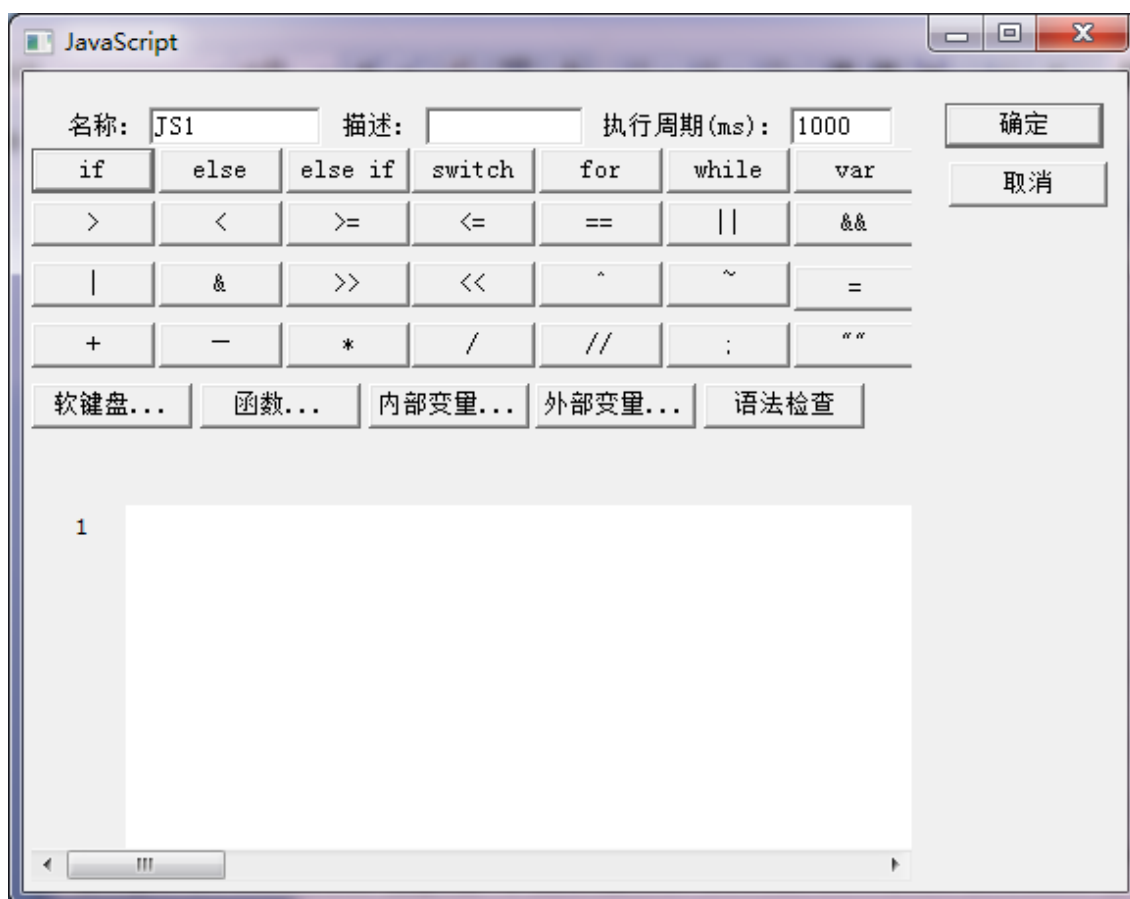 JavaScript
名称: JS1 描述: 执行周期(ms): 1000 确定
if else else if switch for while var 取消
> < >= <= == || &&
| & >> << ^ ~ =
+ — * / // ; ""
软键盘... 函数... 内部变量... 外部变量... 语法检查
1